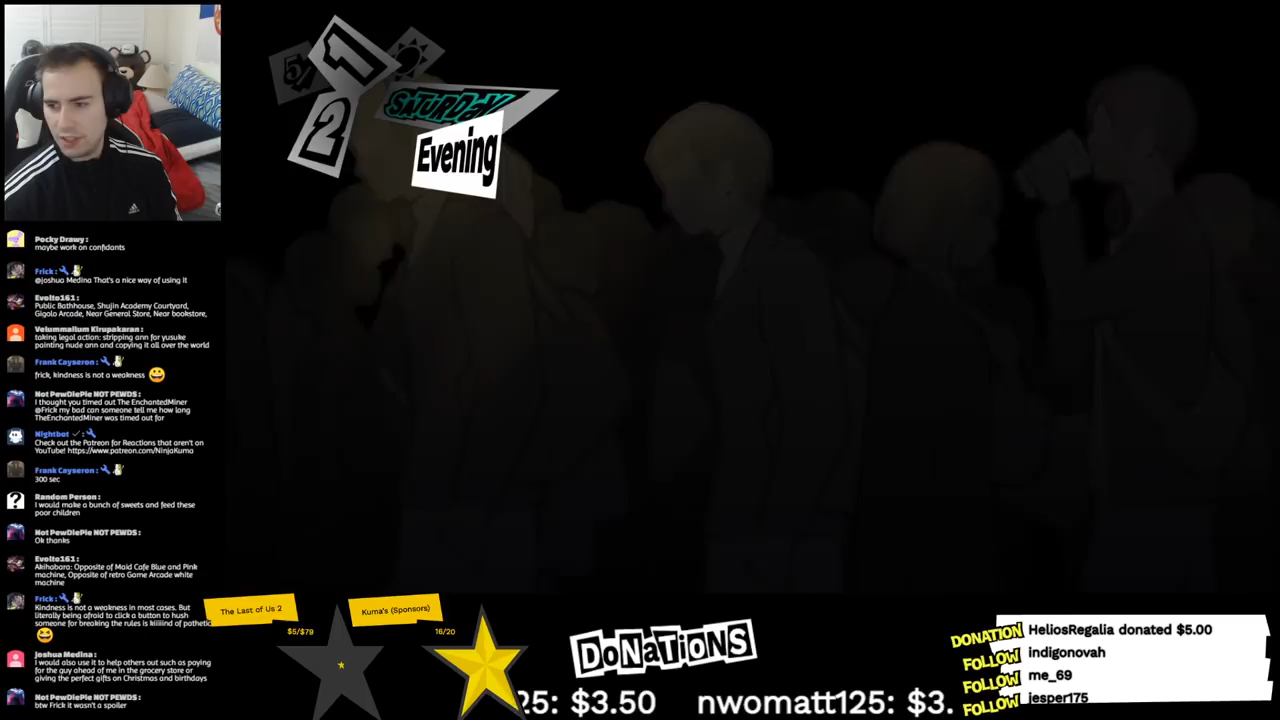 5/
1
2
SATURDAY
Evening
Pocky Drawy :
maybe work on confidants
Frick :
@joshua Medina That's a nice way of using it
Evolto161 :
Public Bathhouse, Shujin Academy Courtyard,
Gigolo Arcade, Near General Store, Near bookstore,
Velummailum Kirupakaran :
taking legal action: stripping ann for yusuke
painting nude ann and copying it all over the world
Frank Cayseron :
frick, kindness is not a weakness
Not PewDiePie NOT PEWDS :
I thought you timed out The EnchantedMiner
@Frick my bad can someone tell me how long
TheEnchantedMiner was timed out for
Nightbot ✓ :
Check out the Patreon for Reactions that aren't on
YouTube! https://www.patreon.com/NinjaKuma
Frank Cayseron :
300 sec
Random Person :
I would make a bunch of sweets and feed these
poor children
Not PewDiePie NOT PEWDS :
Ok thanks
Evolto161 :
Akihabara: Opposite of Maid Cafe Blue and Pink
machine, Opposite of retro Game Arcade white
machine
Frick :
Kindness is not a weakness in most cases. But
literally being afraid to click a button to hush
someone for breaking the rules is kiiiiind of pathetic
Joshua Medina :
I would also use it to help others out such as paying
for the guy ahead of me in the grocery store or
giving the perfect gifts on Christmas and birthdays
Not PewDiePie NOT PEWDS :
btw Frick it wasn't a spoiler
The Last of Us 2
$5/$79
Kuma's (Sponsors)
16/20
DONATIONS
25: $3.50 nwomatt125: $3.
DONATION HeliosRegalia donated $5.00
FOLLOW indigonovah
FOLLOW me_69
FOLLOW jesper175